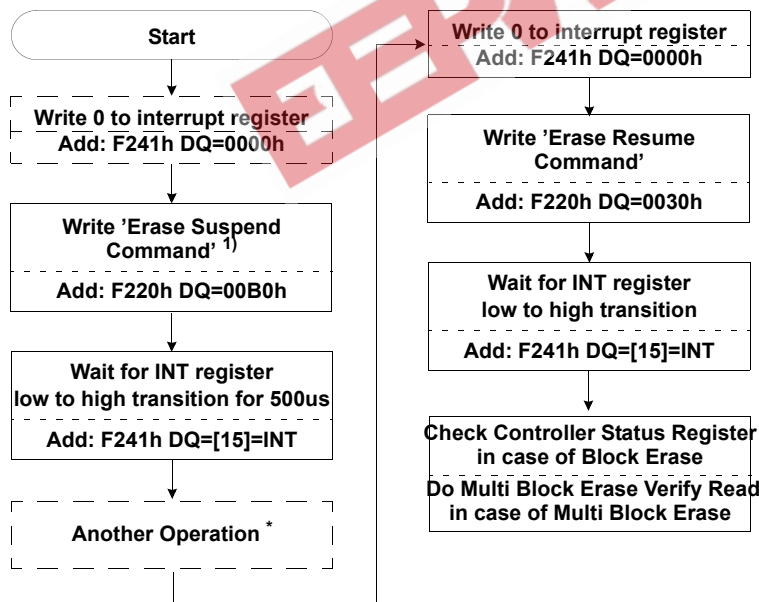 Start
Write 0 to interrupt register
Add: F241h DQ=0000h
Write 'Erase Suspend
Command' 1)
Add: F220h DQ=00B0h
Wait for INT register
low to high transition for 500us
Add: F241h DQ=[15]=INT
Another Operation *
Write 0 to interrupt register
Add: F241h DQ=0000h
Write 'Erase Resume
Command'
Add: F220h DQ=0030h
Wait for INT register
low to high transition
Add: F241h DQ=[15]=INT
Check Controller Status Register
in case of Block Erase
Do Multi Block Erase Verify Read
in case of Multi Block Erase